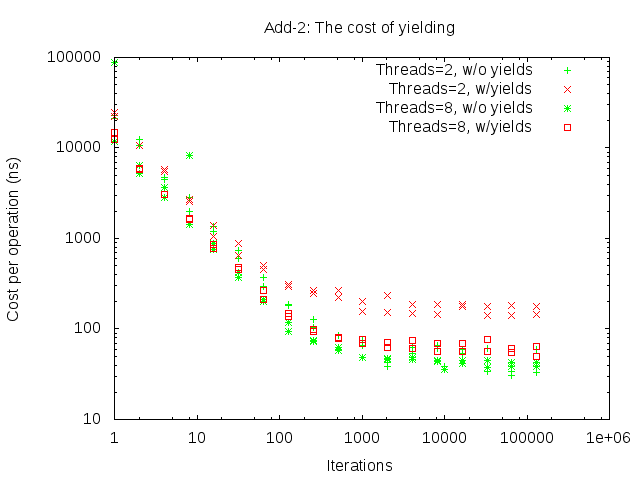 Add-2: The cost of yielding
Cost per operation (ns)
100000
10000
1000
100
10
Threads=2, w/o yields
Threads=2, w/yields
Threads=8, w/o yields
Threads=8, w/yields
1 10 100 1000 10000 100000 1e+06
Iterations